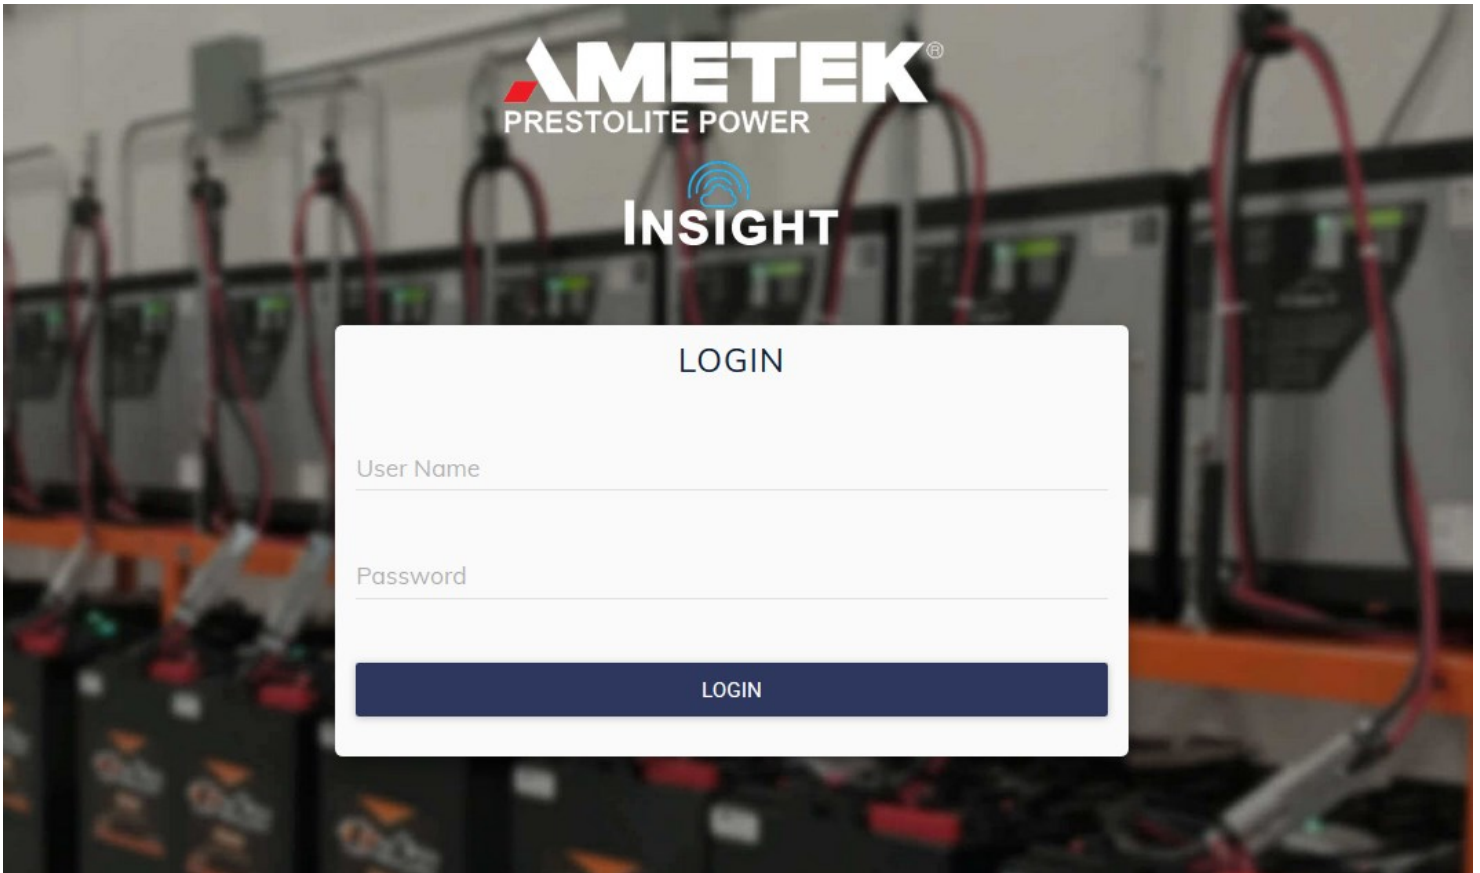 AMETEK®
PRESTOLITE POWER
INSIGHT
LOGIN
User Name
Password
LOGIN